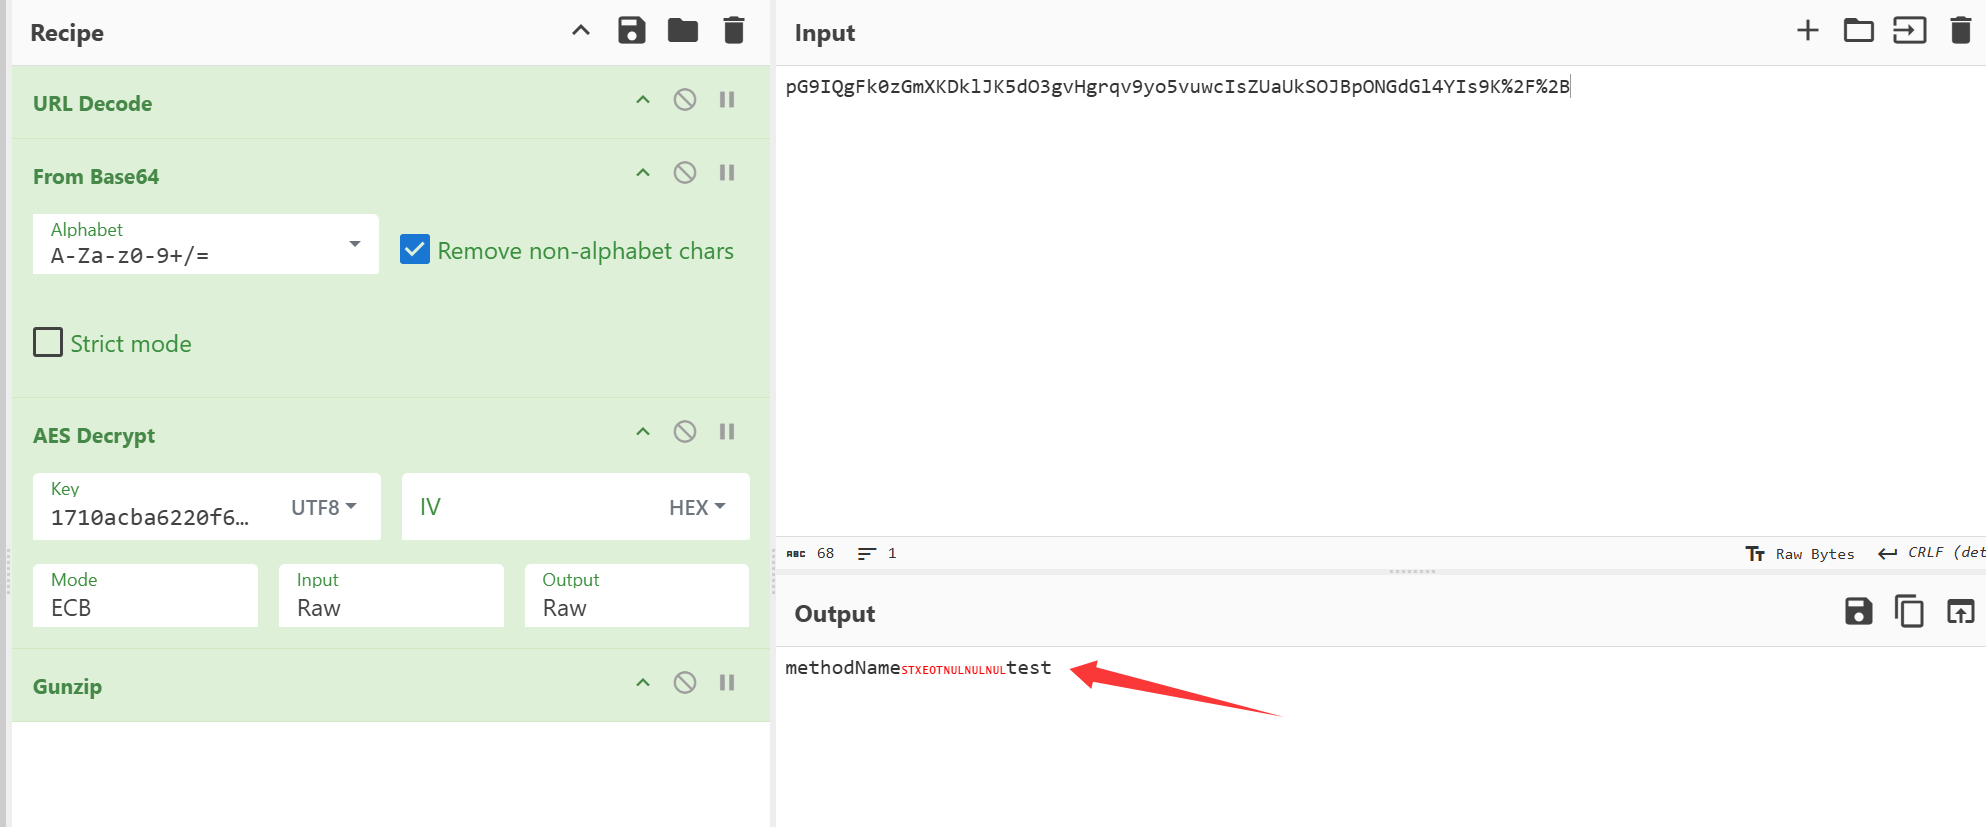 Recipe
URL Decode
From Base64
Alphabet
A-Za-z0-9+/=
Remove non-alphabet chars
Strict mode
AES Decrypt
Key
1710acba6220f6…
UTF8
IV
HEX
Mode
ECB
Input
Raw
Output
Raw
Gunzip
Input
pG9IQgFk0zGmXKDklJK5dO3gvHgrqv9yo5vuwcIsZUaUkSOJBpONGdGl4YIs9K%2F%2B
ABC 68
1
Tт Raw Bytes
CRLF (det
Output
methodNameSTXEOTNULNULNULtest